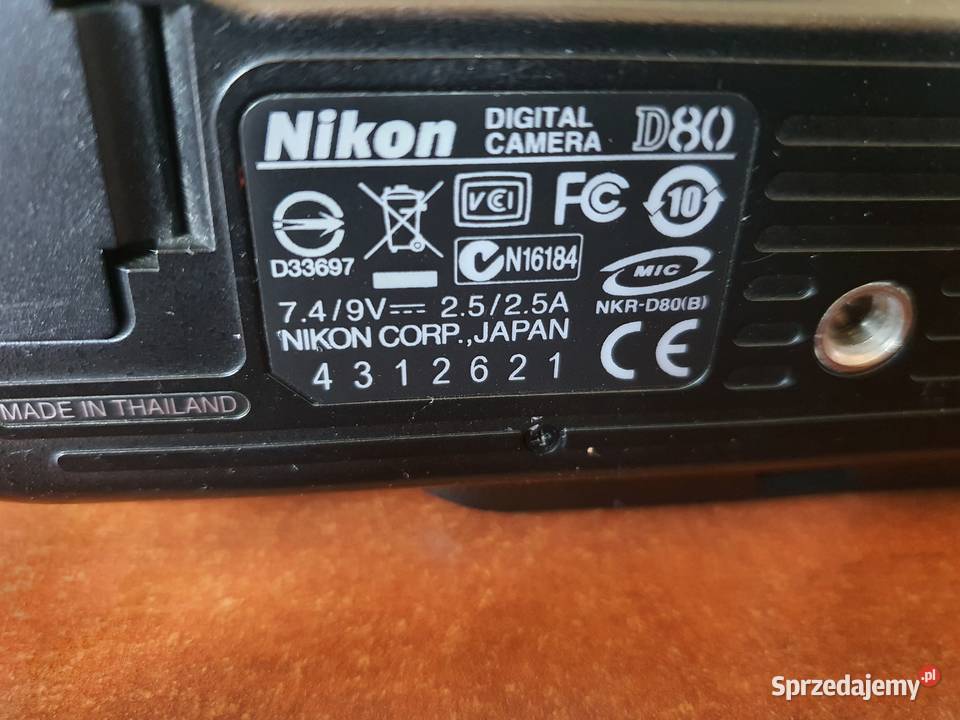 Nikon DIGITAL CAMERA D80
VCI FC 10
D33697 N16184 MIC
NKR-D80(B)
7.4/9V⎓ 2.5/2.5A
NIKON CORP.,JAPAN CE
4312621
MADE IN THAILAND
Sprzedajemy.pl